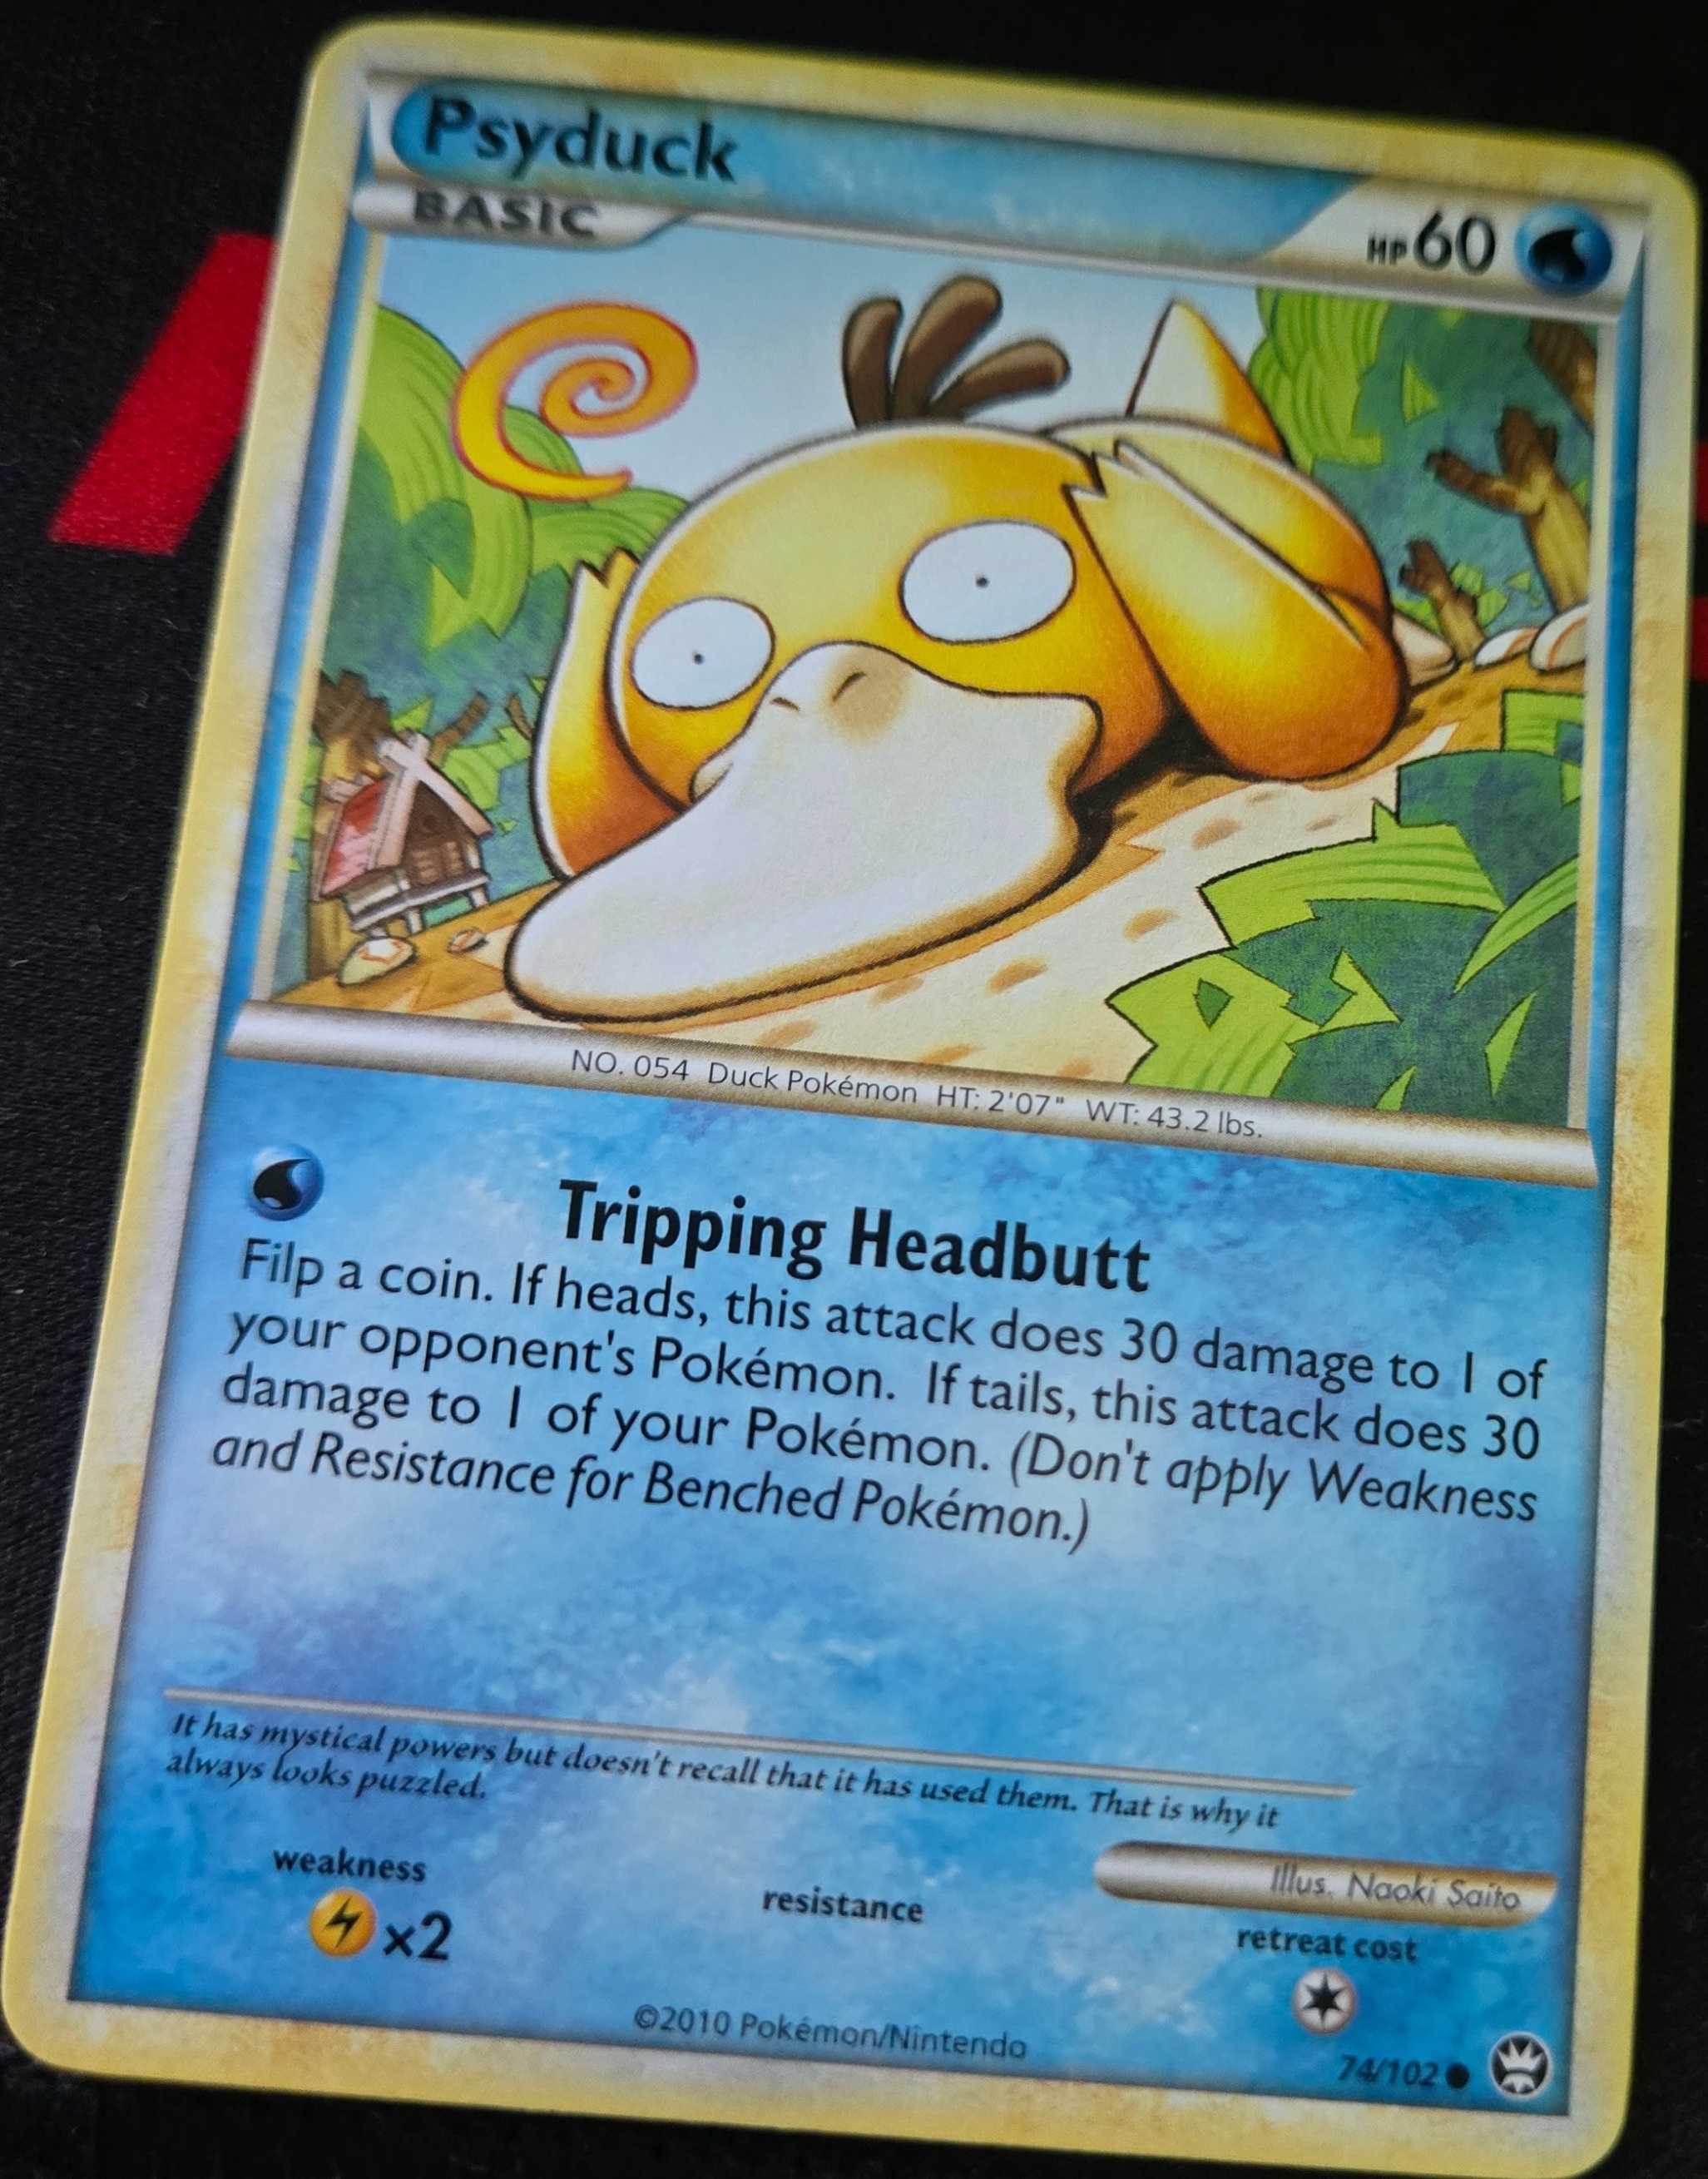 Psyduck
BASIC
HP 60
NO. 054 Duck Pokémon HT: 2'07" WT: 43.2 lbs.
Tripping Headbutt
Filp a coin. If heads, this attack does 30 damage to 1 of
your opponent's Pokémon. If tails, this attack does 30
damage to 1 of your Pokémon. (Don't apply Weakness
and Resistance for Benched Pokémon.)
It has mystical powers but doesn't recall that it has used them. That is why it
always looks puzzled.
Illus. Naoki Saito
weakness
x2
resistance
retreat cost
©2010 Pokémon/Nintendo
74/102